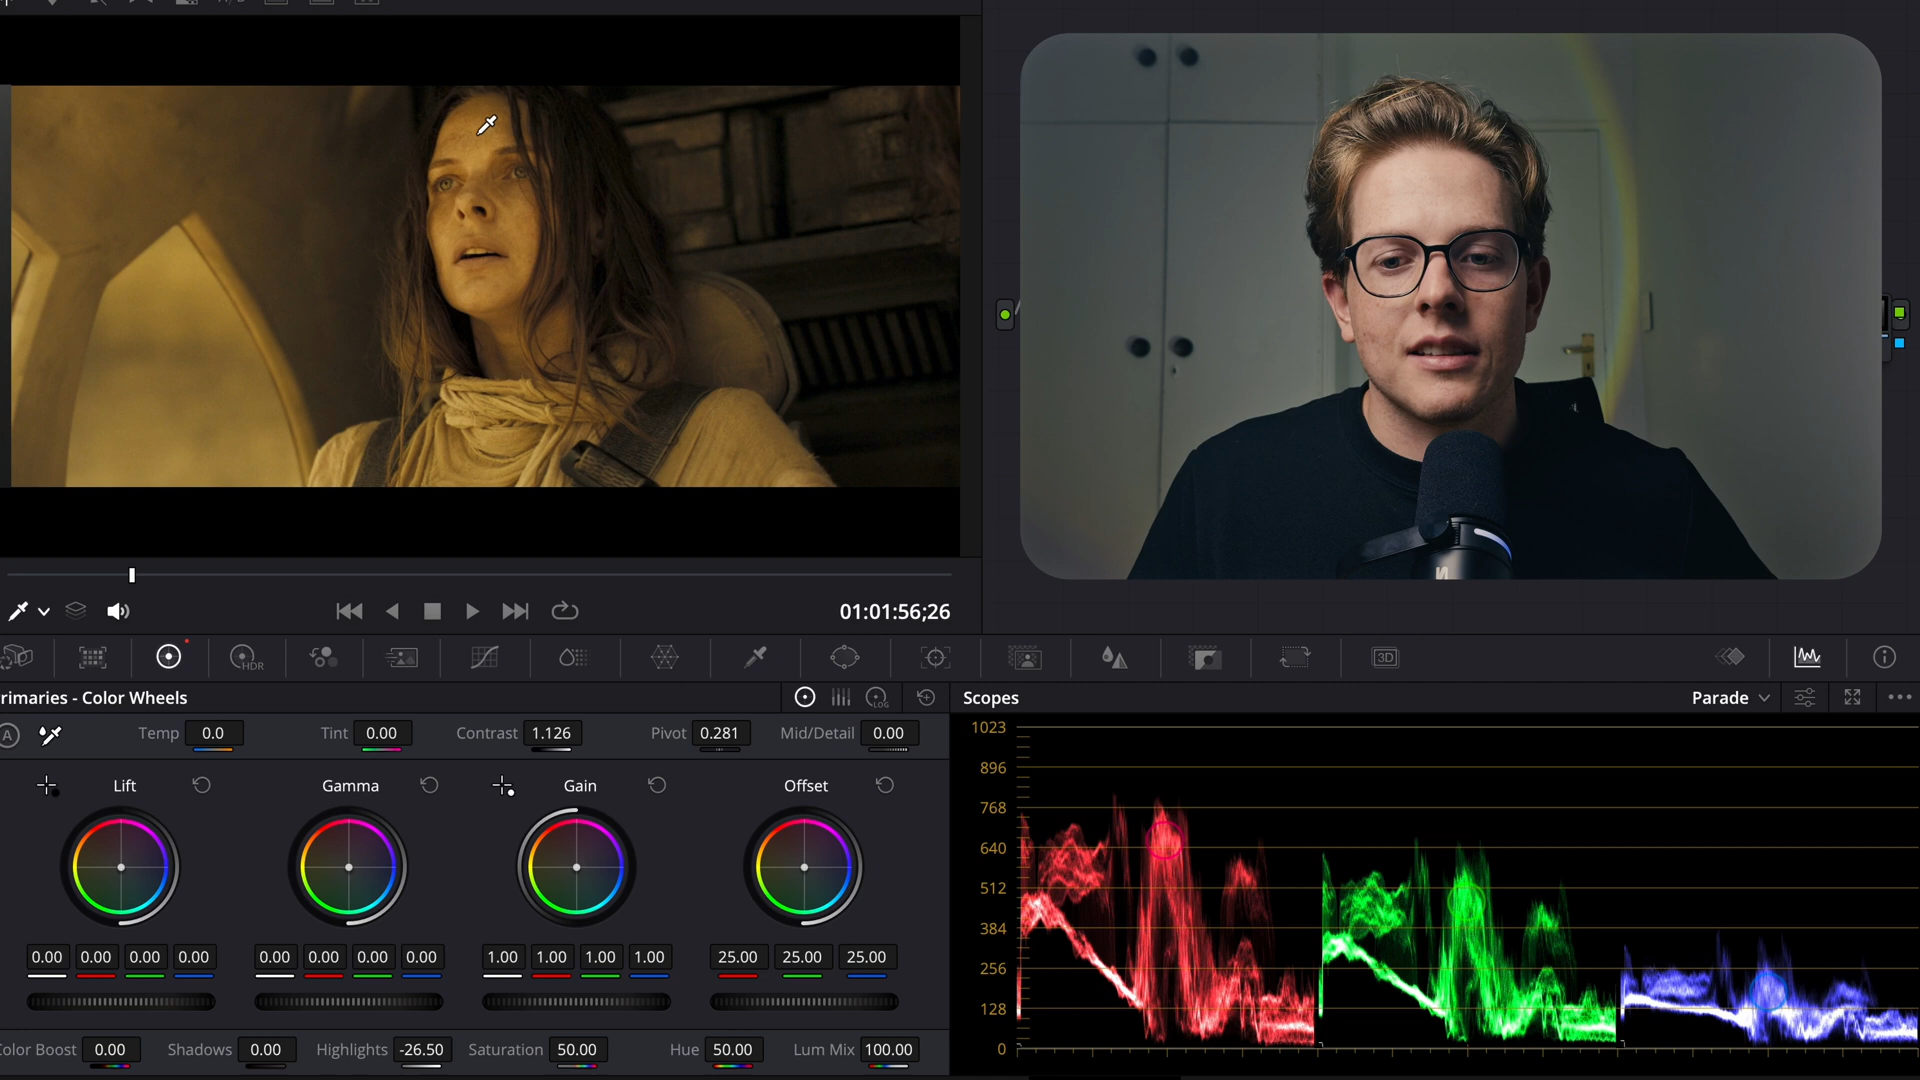 01:01:56;26
HDR
3D
rimaries - Color Wheels
LOG
Scopes
Parade
A
Temp 0.0 Tint 0.00 Contrast 1.126 Pivot 0.281 Mid/Detail 0.00
Lift Gamma Gain Offset
0.00 0.00 0.00 0.00 0.00 0.00 0.00 0.00 1.00 1.00 1.00 1.00 25.00 25.00 25.00
Color Boost 0.00 Shadows 0.00 Highlights -26.50 Saturation 50.00 Hue 50.00 Lum Mix 100.00
1023
896
768
640
512
384
256
128
0